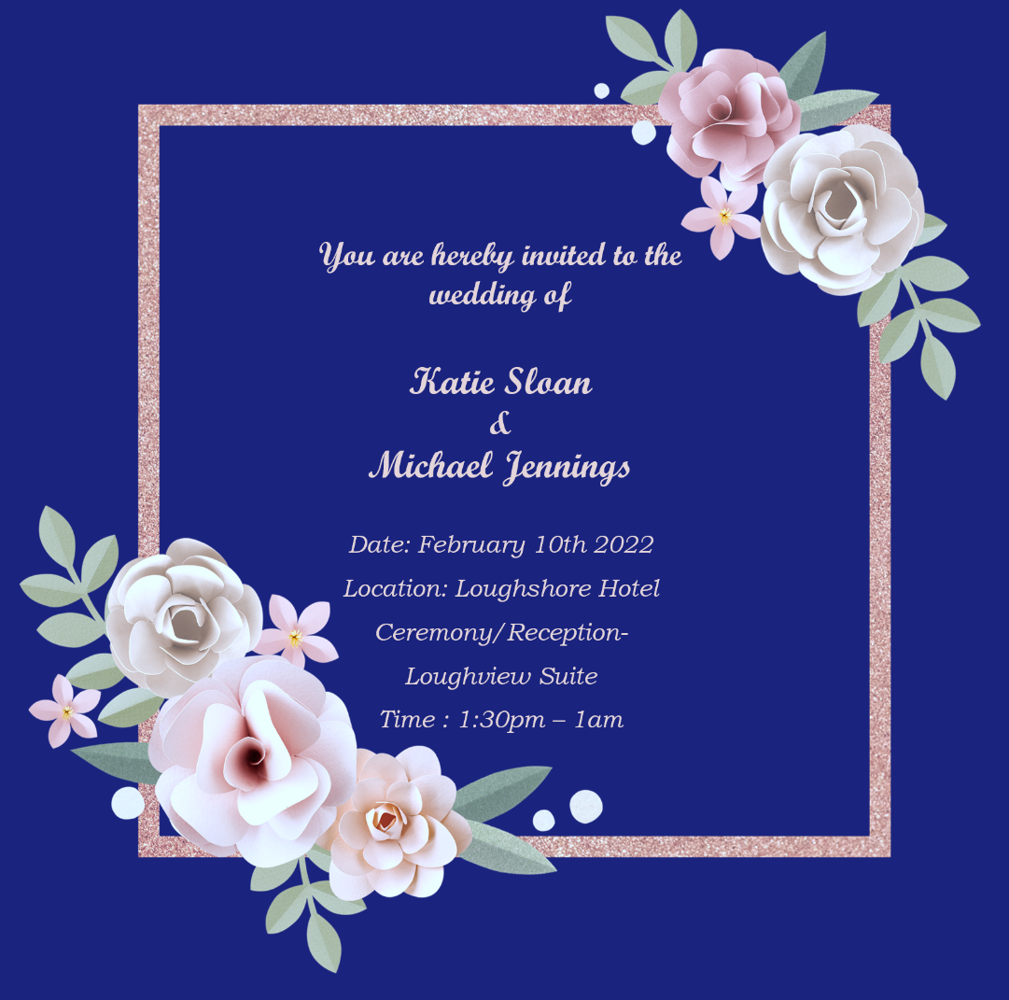 You are hereby invited to the
wedding of
Katie Sloan
&
Michael Jennings
Date: February 10th 2022
Location: Loughshore Hotel
Ceremony/Reception-
Loughview Suite
Time : 1:30pm – 1am